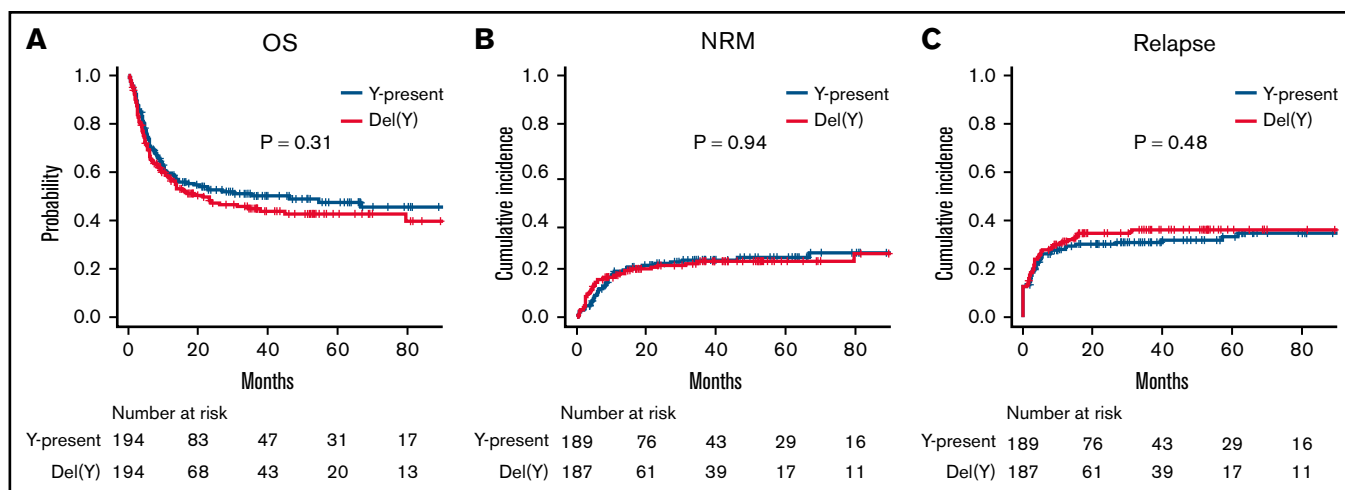 A
OS
1.0
0.8
0.6
0.4
0.2
0.0
Probability
Y-present
Del(Y)
P = 0.31
0 20 40 60 80
Months
Number at risk
Y-present 194 83 47 31 17
Del(Y) 194 68 43 20 13
B
NRM
1.0
0.8
0.6
0.4
0.2
0.0
Cumulative incidence
Y-present
Del(Y)
P = 0.94
0 20 40 60 80
Months
Number at risk
189 76 43 29 16
187 61 39 17 11
C
Relapse
1.0
0.8
0.6
0.4
0.2
0.0
Cumulative incidence
Y-present
Del(Y)
P = 0.48
0 20 40 60 80
Months
Number at risk
Y-present 189 76 43 29 16
Del(Y) 187 61 39 17 11